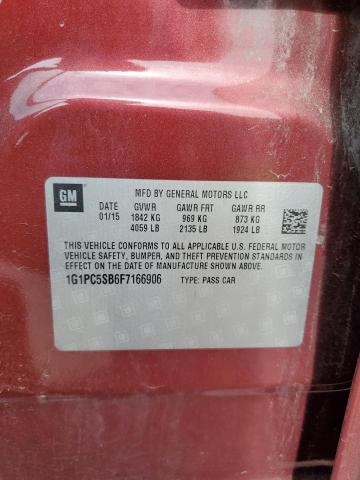 GM
MFD BY GENERAL MOTORS LLC
DATE GVWR GAWR FRT GAWR RR
01/15 1842 KG 969 KG 873 KG
4059 LB 2135 LB 1924 LB
THIS VEHICLE CONFORMS TO ALL APPLICABLE U.S. FEDERAL MOTOR
VEHICLE SAFETY, BUMPER, AND THEFT PREVENTION STANDARDS IN
EFFECT ON THE DATE OF MANUFACTURE SHOWN ABOVE.
1G1PC5SB6F7166906 TYPE: PASS CAR